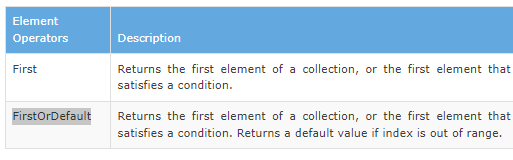 Element
Operators
Description
First
Returns the first element of a collection, or the first element that
satisfies a condition.
FirstOrDefault
Returns the first element of a collection, or the first element that
satisfies a condition. Returns a default value if index is out of range.